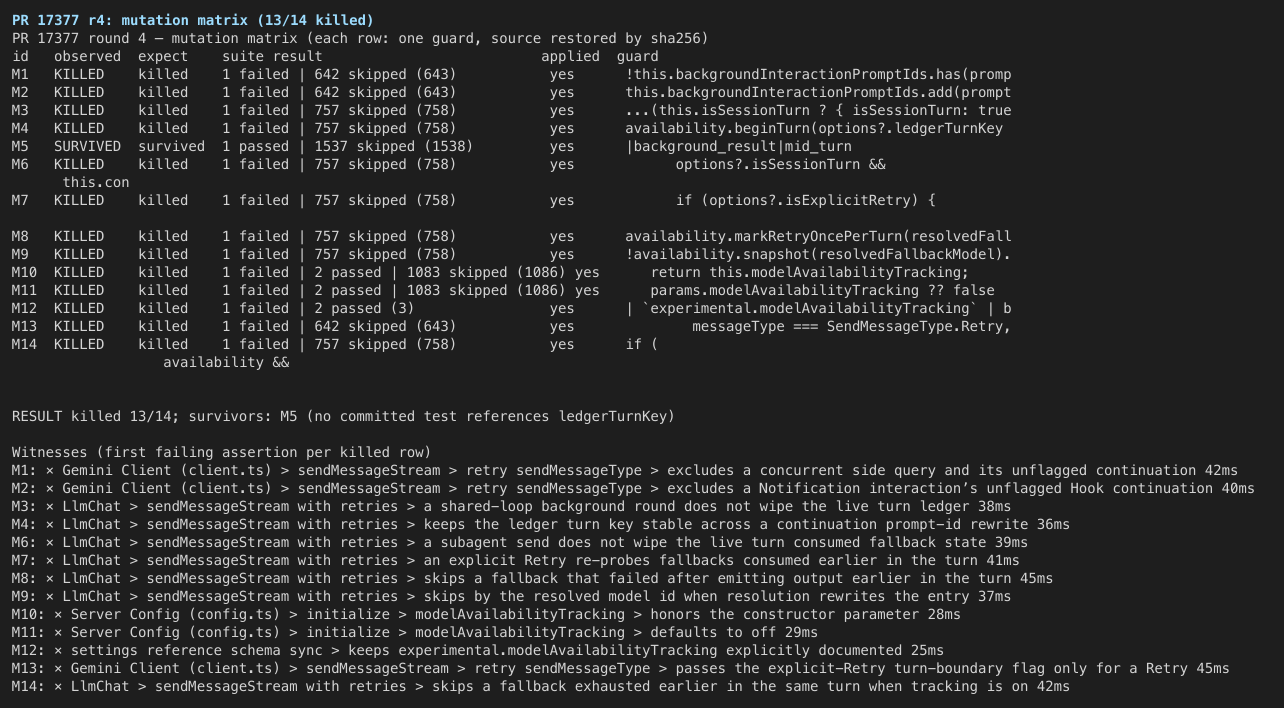 PR 17377 r4: mutation matrix (13/14 killed)
PR 17377 round 4 — mutation matrix (each row: one guard, source restored by sha256)
id   observed  expect    suite result                          applied  guard
M1   KILLED    killed    1 failed | 642 skipped (643)           yes      !this.backgroundInteractionPromptIds.has(promp
M2   KILLED    killed    1 failed | 642 skipped (643)           yes      this.backgroundInteractionPromptIds.add(prompt
M3   KILLED    killed    1 failed | 757 skipped (758)           yes      ...(this.isSessionTurn ? { isSessionTurn: true
M4   KILLED    killed    1 failed | 757 skipped (758)           yes      availability.beginTurn(options?.ledgerTurnKey
M5   SURVIVED  survived  1 passed | 1537 skipped (1538)         yes      |background_result|mid_turn
M6   KILLED    killed    1 failed | 757 skipped (758)           yes            options?.isSessionTurn &&
      this.con
M7   KILLED    killed    1 failed | 757 skipped (758)           yes            if (options?.isExplicitRetry) {
M8   KILLED    killed    1 failed | 757 skipped (758)           yes      availability.markRetryOncePerTurn(resolvedFall
M9   KILLED    killed    1 failed | 757 skipped (758)           yes      !availability.snapshot(resolvedFallbackModel).
M10  KILLED    killed    1 failed | 2 passed | 1083 skipped (1086) yes      return this.modelAvailabilityTracking;
M11  KILLED    killed    1 failed | 2 passed | 1083 skipped (1086) yes      params.modelAvailabilityTracking ?? false
M12  KILLED    killed    1 failed | 2 passed (3)                yes      | `experimental.modelAvailabilityTracking` | b
M13  KILLED    killed    1 failed | 642 skipped (643)           yes              messageType === SendMessageType.Retry,
M14  KILLED    killed    1 failed | 757 skipped (758)           yes      if (
                  availability &&
RESULT killed 13/14; survivors: M5 (no committed test references ledgerTurnKey)
Witnesses (first failing assertion per killed row)
M1: × Gemini Client (client.ts) > sendMessageStream > retry sendMessageType > excludes a concurrent side query and its unflagged continuation 42ms
M2: × Gemini Client (client.ts) > sendMessageStream > retry sendMessageType > excludes a Notification interaction’s unflagged Hook continuation 40ms
M3: × LlmChat > sendMessageStream with retries > a shared-loop background round does not wipe the live turn ledger 38ms
M4: × LlmChat > sendMessageStream with retries > keeps the ledger turn key stable across a continuation prompt-id rewrite 36ms
M6: × LlmChat > sendMessageStream with retries > a subagent send does not wipe the live turn consumed fallback state 39ms
M7: × LlmChat > sendMessageStream with retries > an explicit Retry re-probes fallbacks consumed earlier in the turn 41ms
M8: × LlmChat > sendMessageStream with retries > skips a fallback that failed after emitting output earlier in the turn 45ms
M9: × LlmChat > sendMessageStream with retries > skips by the resolved model id when resolution rewrites the entry 37ms
M10: × Server Config (config.ts) > initialize > modelAvailabilityTracking > honors the constructor parameter 28ms
M11: × Server Config (config.ts) > initialize > modelAvailabilityTracking > defaults to off 29ms
M12: × settings reference schema sync > keeps experimental.modelAvailabilityTracking explicitly documented 25ms
M13: × Gemini Client (client.ts) > sendMessageStream > retry sendMessageType > passes the explicit-Retry turn-boundary flag only for a Retry 45ms
M14: × LlmChat > sendMessageStream with retries > skips a fallback exhausted earlier in the same turn when tracking is on 42ms